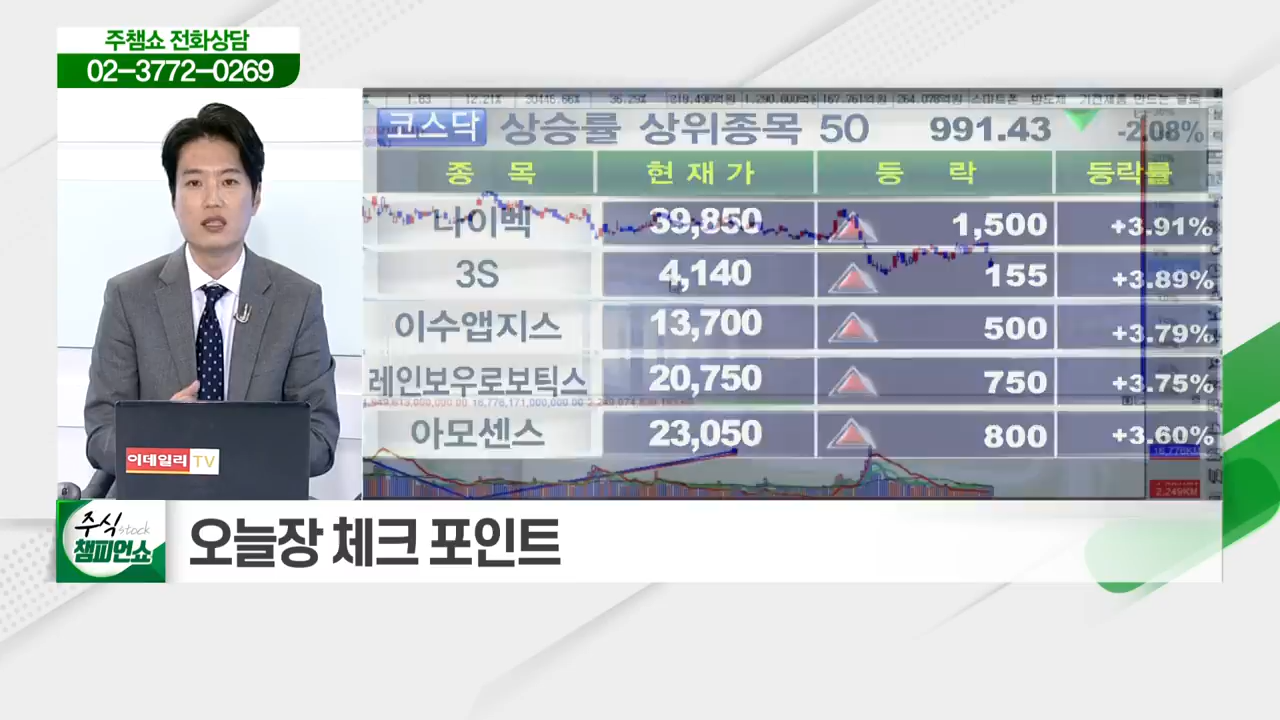 주챔쇼 전화상담
02-3772-0269
코스닥 상승률 상위종목 50 991.43 -2.08%
종 목 현 재 가 등 락 등락률
나이벡 39,850 1,500 +3.91%
3S 4,140 155 +3.89%
이수앱지스 13,700 500 +3.79%
레인보우로보틱스 20,750 750 +3.75%
아모센스 23,050 800 +3.60%
이데일리 TV
주식 stock
챔피언쇼
오늘장 체크 포인트